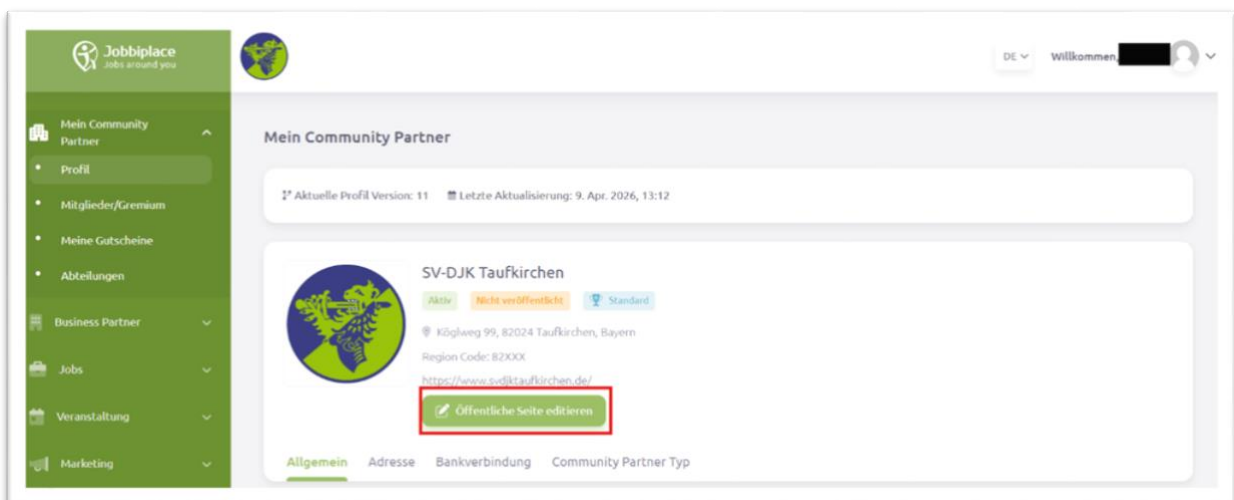 Jobbiplace
Jobs around you
DE
Willkommen,
Mein Community
Partner
Profil
Mitglieder/Gremium
Meine Gutscheine
Abteilungen
Business Partner
Jobs
Veranstaltung
Marketing
Mein Community Partner
Aktuelle Profil Version: 11 Letzte Aktualisierung: 9. Apr. 2026, 13:12
SV-DJK Taufkirchen
Aktiv Nicht veröffentlicht Standard
Köglweg 99, 82024 Taufkirchen, Bayern
Region Code: 82XXX
https://www.svdjktaufkirchen.de/
Öffentliche Seite editieren
Allgemein Adresse Bankverbindung Community Partner Typ